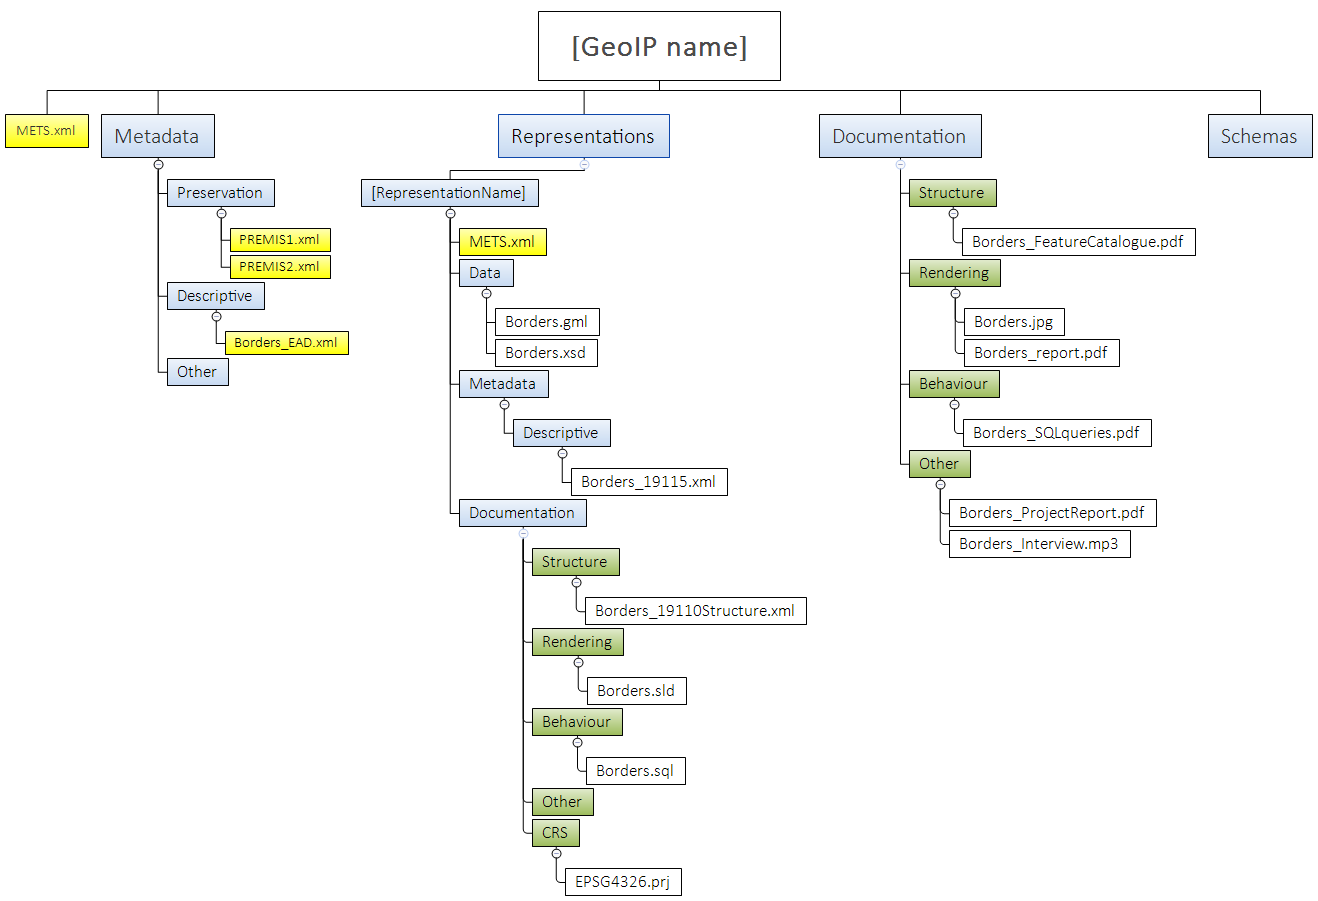 [GeoIP name]
METS.xml
Metadata
Preservation
PREMIS1.xml
PREMIS2.xml
Descriptive
Borders_EAD.xml
Other
Representations
[RepresentationName]
METS.xml
Data
Borders.gml
Borders.xsd
Metadata
Descriptive
Borders_19115.xml
Documentation
Structure
Borders_19110Structure.xml
Rendering
Borders.sld
Behaviour
Borders.sql
Other
CRS
EPSG4326.prj
Documentation
Structure
Borders_FeatureCatalogue.pdf
Rendering
Borders.jpg
Borders_report.pdf
Behaviour
Borders_SQLqueries.pdf
Other
Borders_ProjectReport.pdf
Borders_Interview.mp3
Schemas